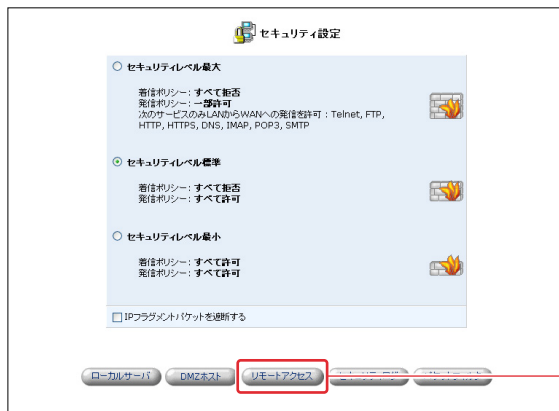 セキュリティ設定
セキュリティレベル最大
着信ポリシー：すべて拒否
発信ポリシー：一部許可
次のサービスのみLANからWANへの発信を許可：Telnet, FTP,
HTTP, HTTPS, DNS, IMAP, POP3, SMTP
セキュリティレベル標準
着信ポリシー：すべて拒否
発信ポリシー：すべて許可
セキュリティレベル最小
着信ポリシー：すべて許可
発信ポリシー：すべて許可
IPフラグメントパケットを遮断する
ローカルサーバ DMZホスト リモートアクセス